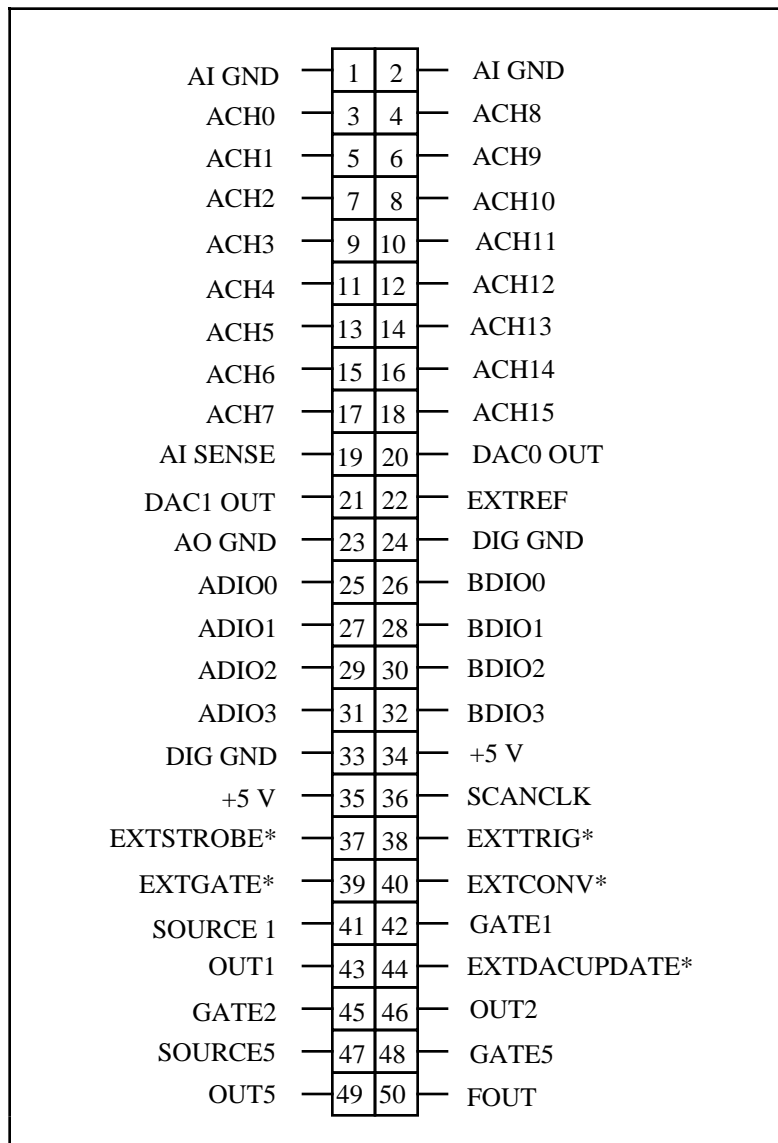 AI GND 1 2 AI GND
ACH0 3 4 ACH8
ACH1 5 6 ACH9
ACH2 7 8 ACH10
ACH3 9 10 ACH11
ACH4 11 12 ACH12
ACH5 13 14 ACH13
ACH6 15 16 ACH14
ACH7 17 18 ACH15
AI SENSE 19 20 DAC0 OUT
DAC1 OUT 21 22 EXTREF
AO GND 23 24 DIG GND
ADIO0 25 26 BDIO0
ADIO1 27 28 BDIO1
ADIO2 29 30 BDIO2
ADIO3 31 32 BDIO3
DIG GND 33 34 +5 V
+5 V 35 36 SCANCLK
EXTSTROBE* 37 38 EXTTRIG*
EXTGATE* 39 40 EXTCONV*
SOURCE 1 41 42 GATE1
OUT1 43 44 EXTDACUPDATE*
GATE2 45 46 OUT2
SOURCE5 47 48 GATE5
OUT5 49 50 FOUT